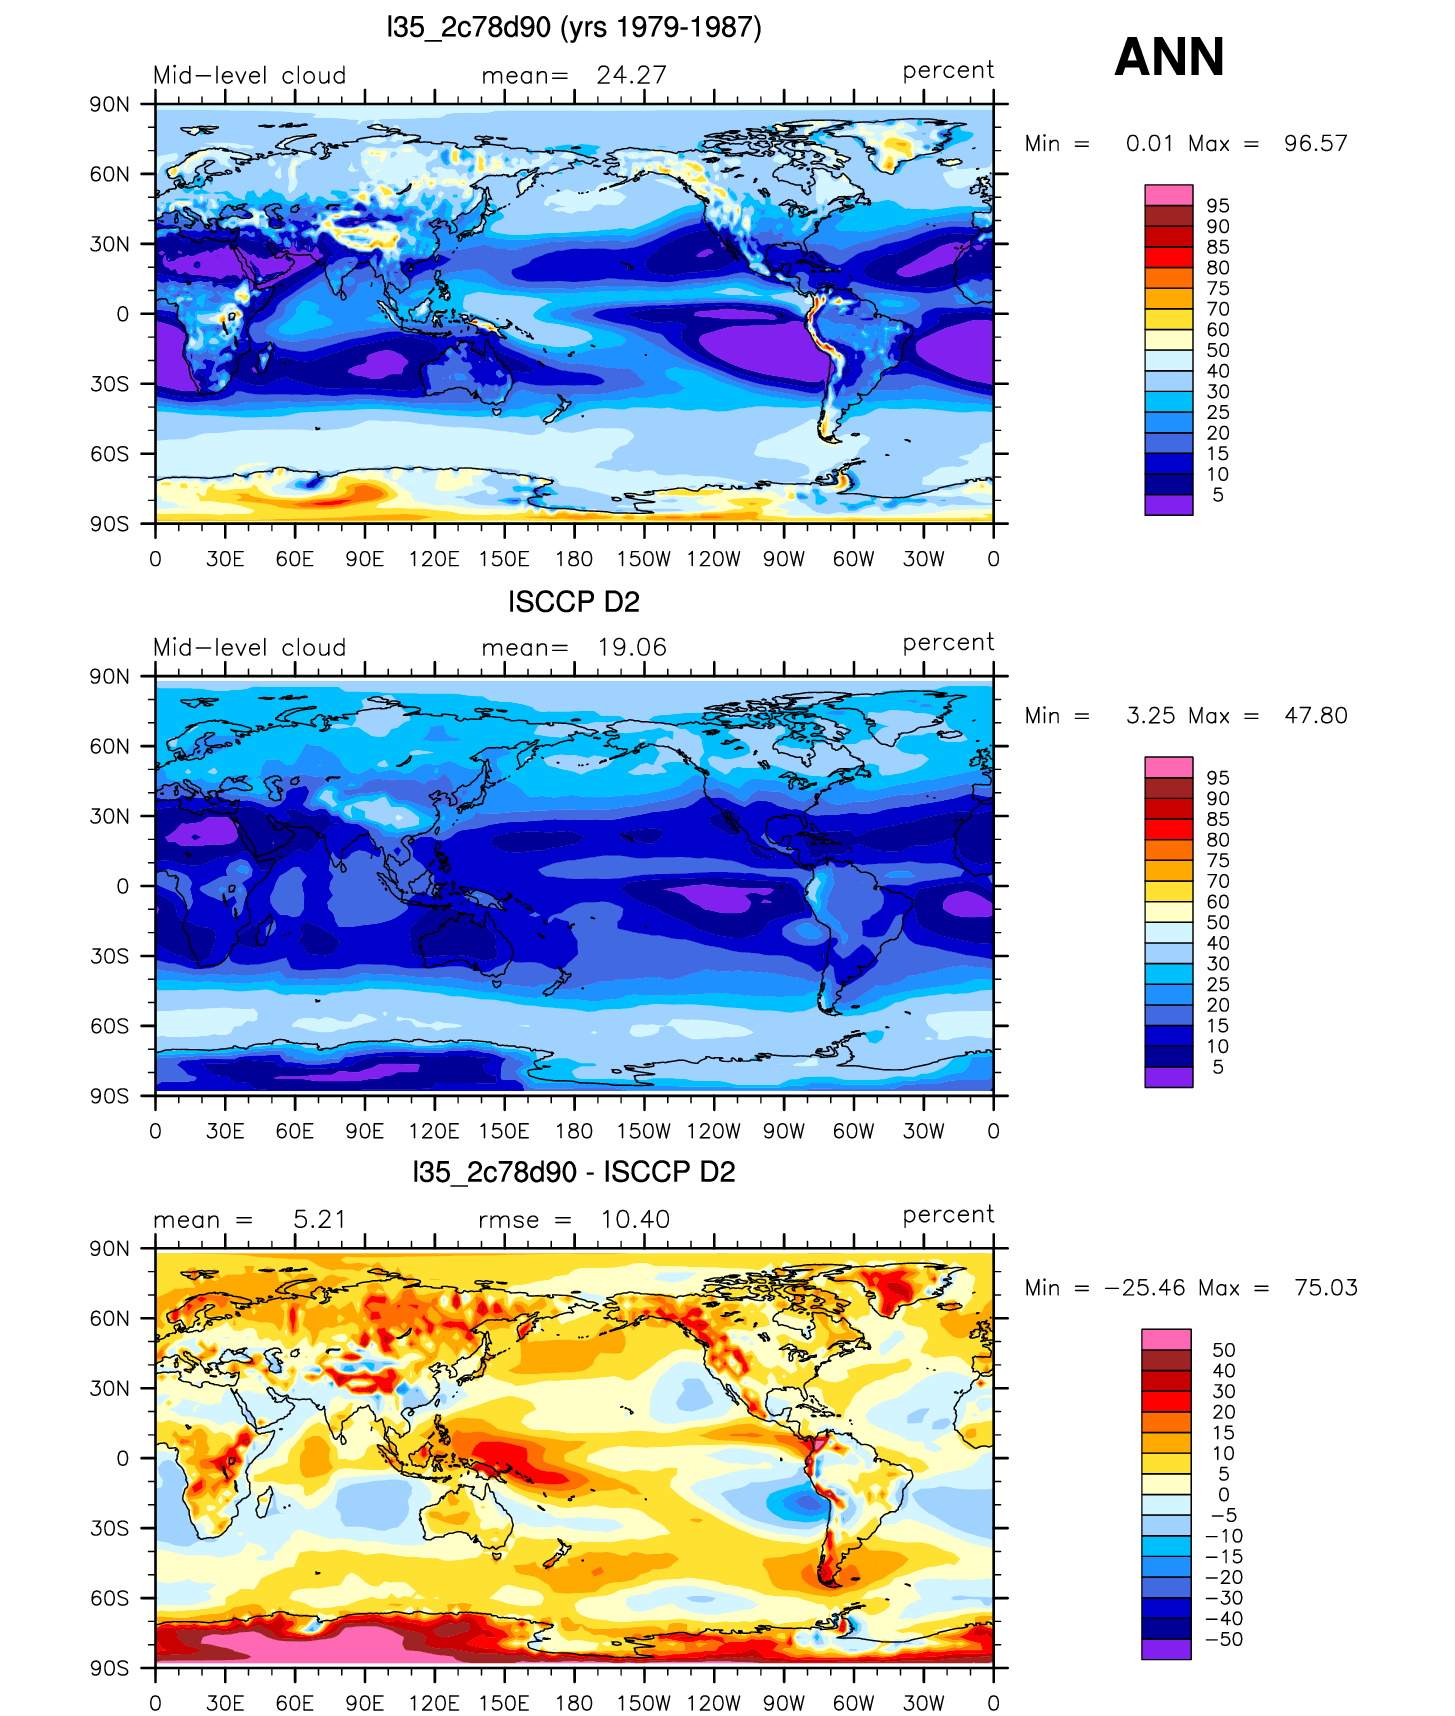 l35_2c78d90 (yrs 1979-1987)
ANN
Mid-level cloud mean= 24.27 percent
Min = 0.01 Max = 96.57
90N
60N
30N
0
30S
60S
90S
0 30E 60E 90E 120E 150E 180 150W 120W 90W 60W 30W 0
95
90
85
80
75
70
60
50
40
30
25
20
15
10
5
ISCCP D2
Mid-level cloud mean= 19.06 percent
Min = 3.25 Max = 47.80
90N
60N
30N
0
30S
60S
90S
0 30E 60E 90E 120E 150E 180 150W 120W 90W 60W 30W 0
95
90
85
80
75
70
60
50
40
30
25
20
15
10
5
l35_2c78d90 - ISCCP D2
mean = 5.21 rmse = 10.40 percent
Min = -25.46 Max = 75.03
90N
60N
30N
0
30S
60S
90S
0 30E 60E 90E 120E 150E 180 150W 120W 90W 60W 30W 0
50
40
30
20
15
10
5
0
-5
-10
-15
-20
-30
-40
-50